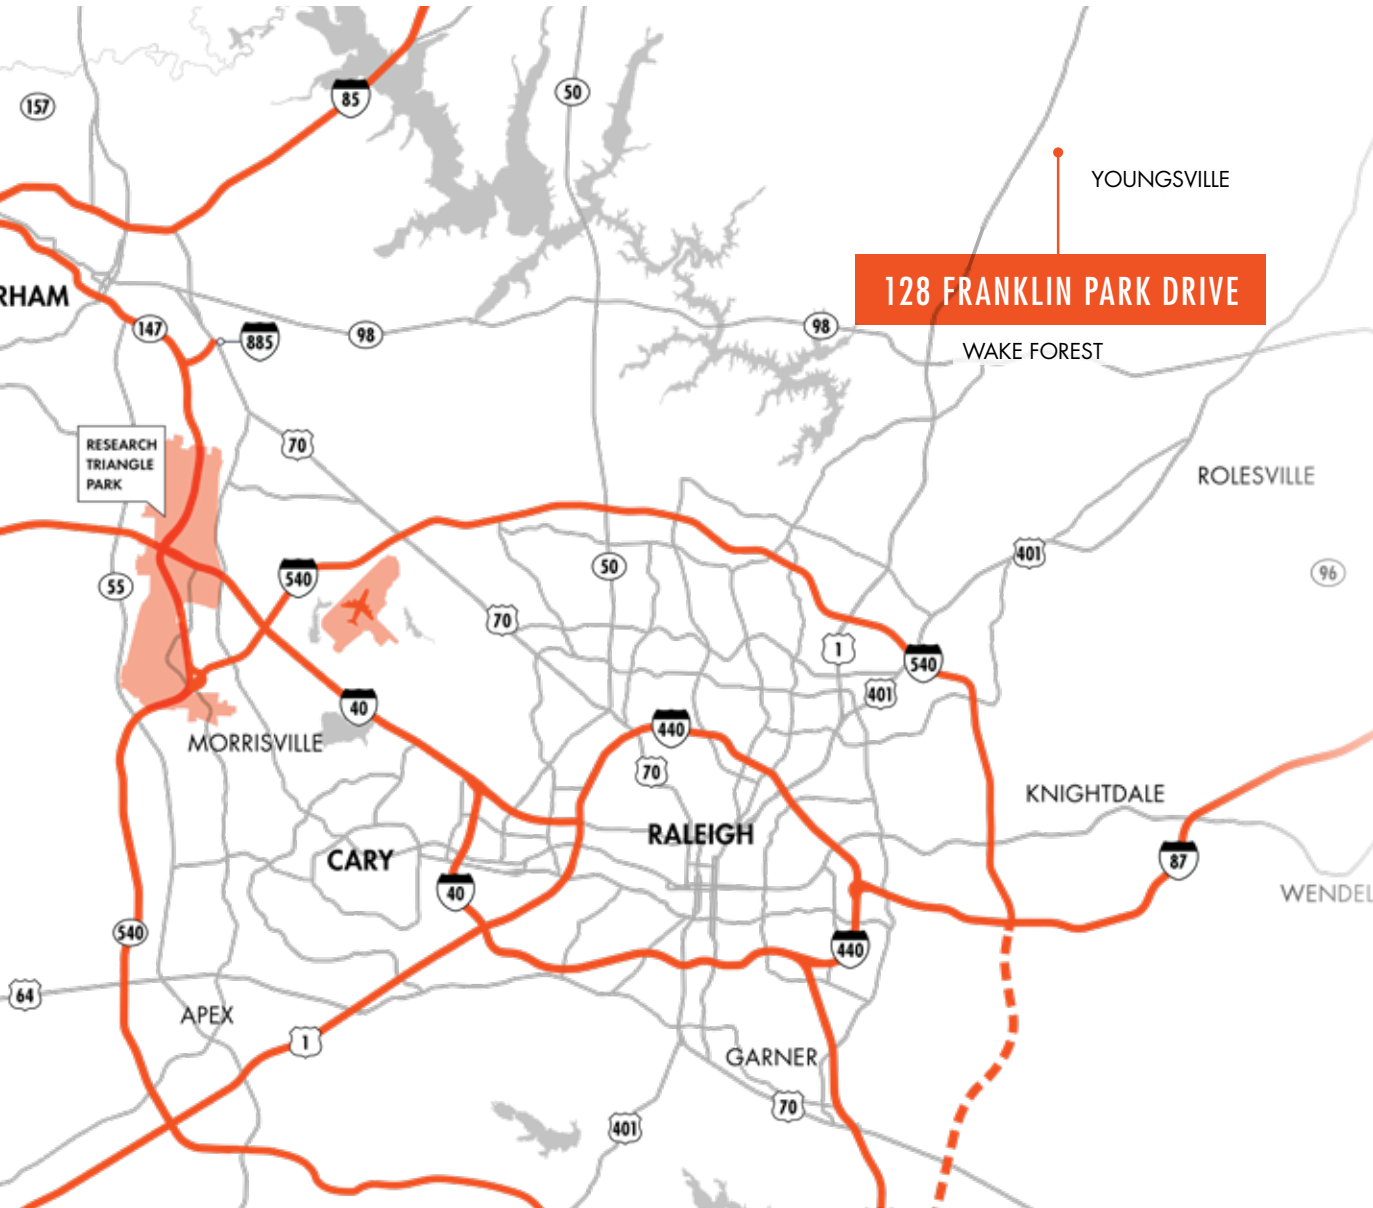 85
50
157
YOUNGSVILLE
128 FRANKLIN PARK DRIVE
RHAM
147
885
98
98
WAKE FOREST
70
RESEARCH
TRIANGLE
PARK
ROLESVILLE
401
50
540
55
96
70
1
540
401
40
440
MORRISVILLE
70
KNIGHTDALE
RALEIGH
CARY
87
40
WENDEL
540
440
64
APEX
1
GARNER
70
401